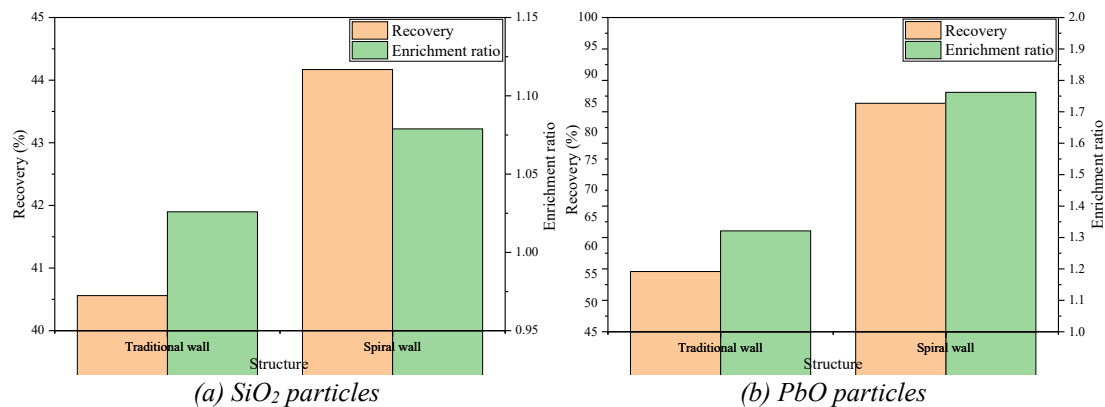 45
44
43
42
41
40
Recovery (%)
Recovery
Enrichment ratio
1.15
1.10
1.05
1.00
0.95
Enrichment ratio
Traditional wall
Spiral wall
Structure
(a) SiO₂ particles
100
95
90
85
80
75
70
65
60
55
50
45
Recovery (%)
Recovery
Enrichment ratio
2.0
1.9
1.8
1.7
1.6
1.5
1.4
1.3
1.2
1.1
1.0
Enrichment ratio
Traditional wall
Spiral wall
Structure
(b) PbO particles